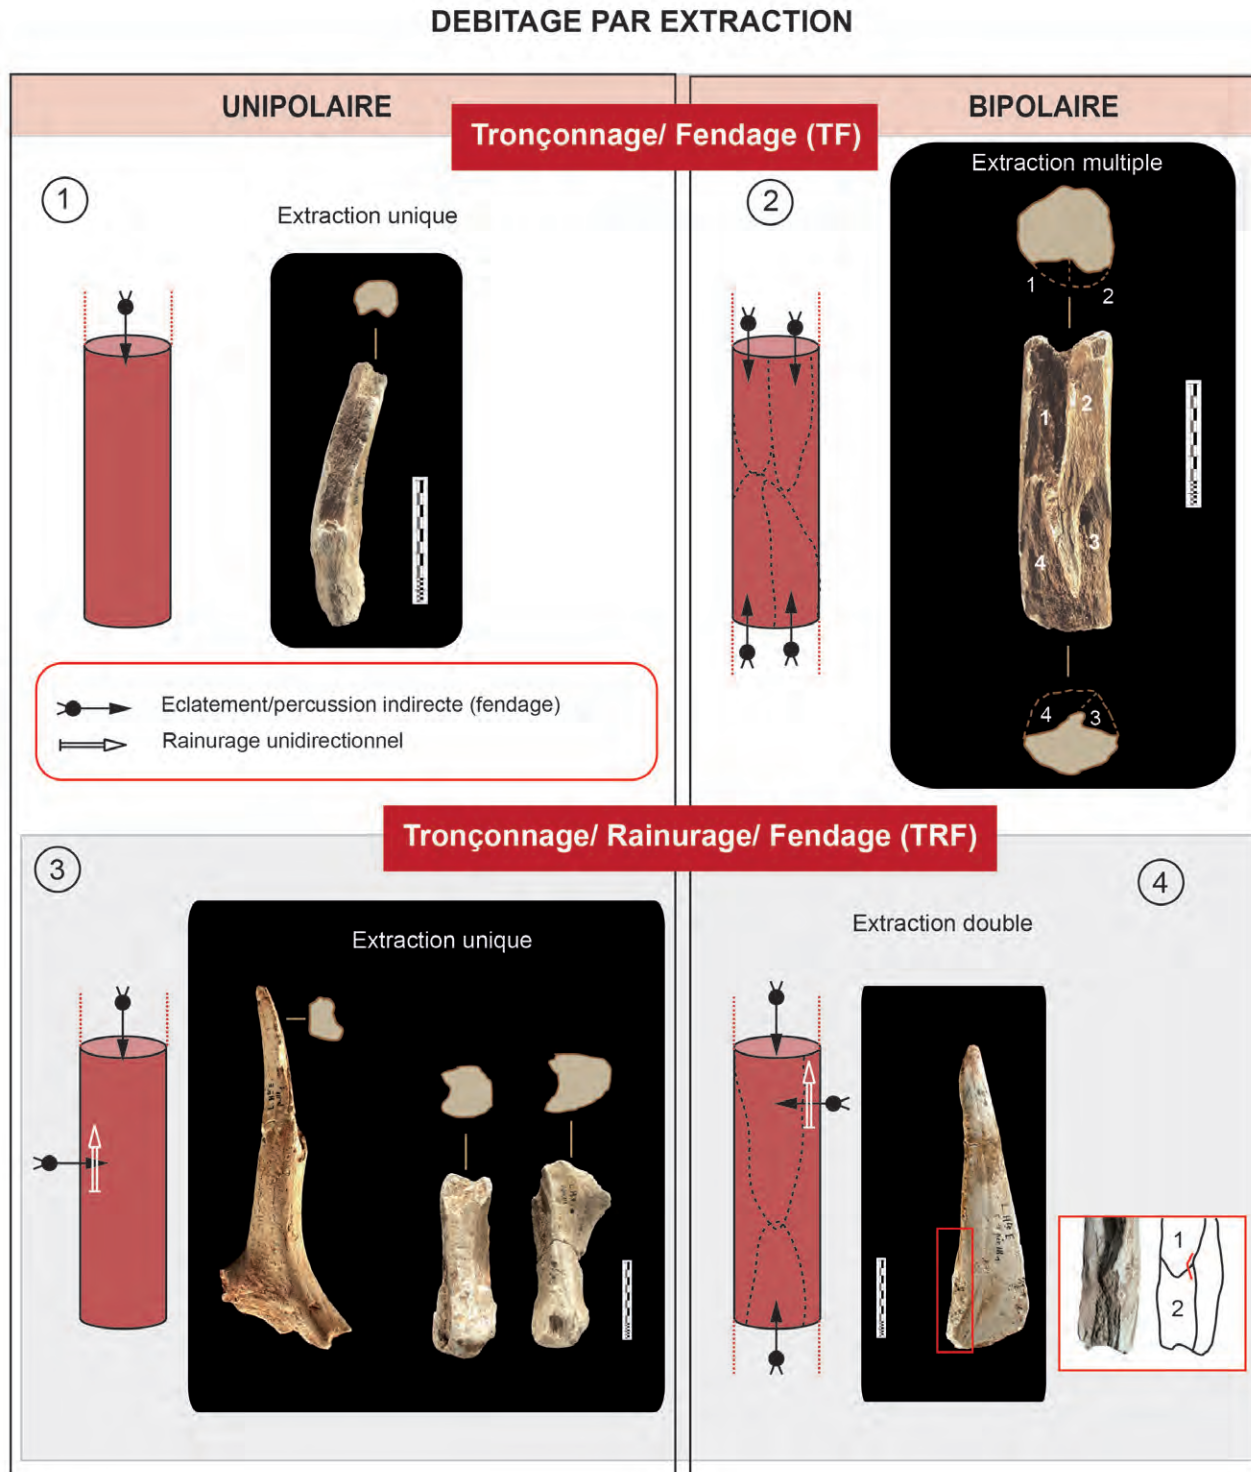 DEBITAGE PAR EXTRACTION
UNIPOLAIRE
BIPOLAIRE
Tronçonnage/ Fendage (TF)
1
Extraction unique
2
Extraction multiple
1
2
1
2
3
4
4
3
Eclatement/percussion indirecte (fendage)
Rainurage unidirectionnel
Tronçonnage/ Rainurage/ Fendage (TRF)
3
Extraction unique
4
Extraction double
1
2